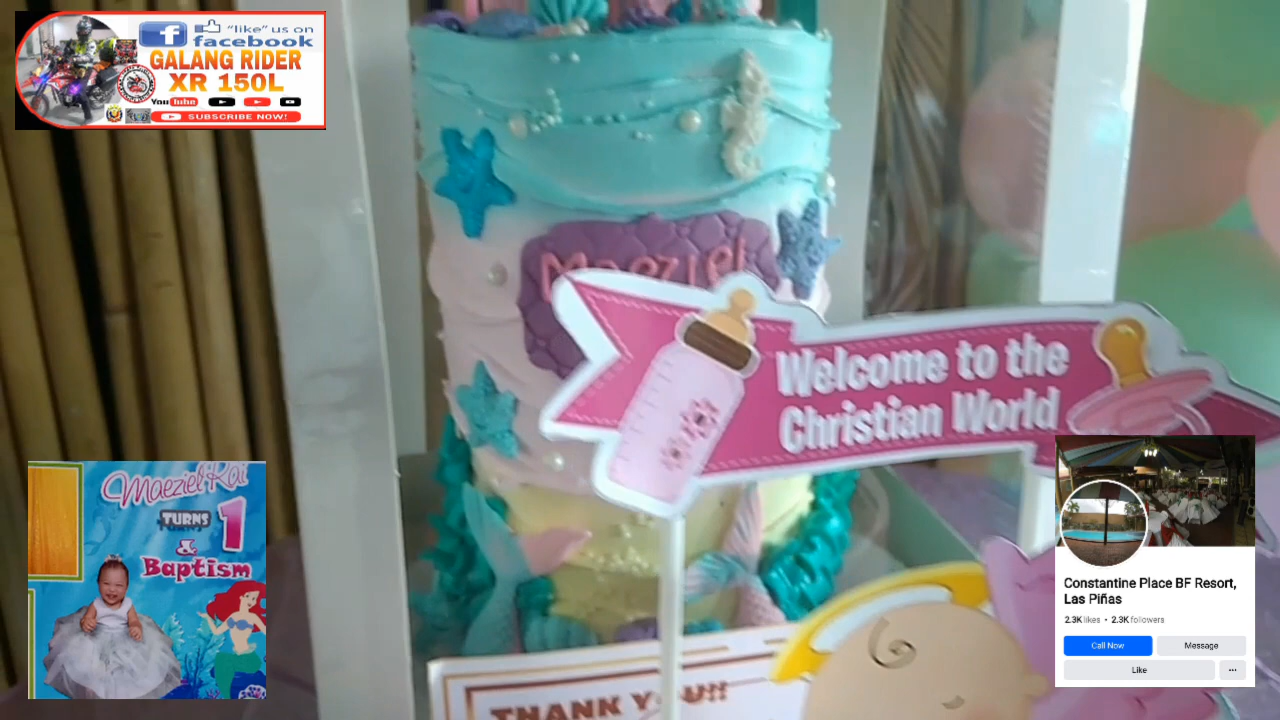 "like" us on
facebook
GALANG RIDER
XR 150L
YouTube
SUBSCRIBE NOW!
Maeziel
Welcome to the
Christian World
Maeziel Kai
TURNS
1
&
Baptism
Constantine Place BF Resort,
Las Piñas
2.3K likes • 2.3K followers
Call Now
Message
Like
THANK YOU!!